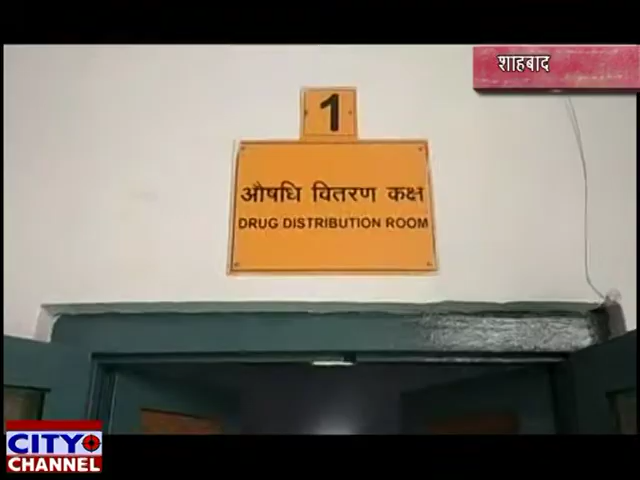 शाहबाद
1
औषधि वितरण कक्ष
DRUG DISTRIBUTION ROOM
CITY
CHANNEL